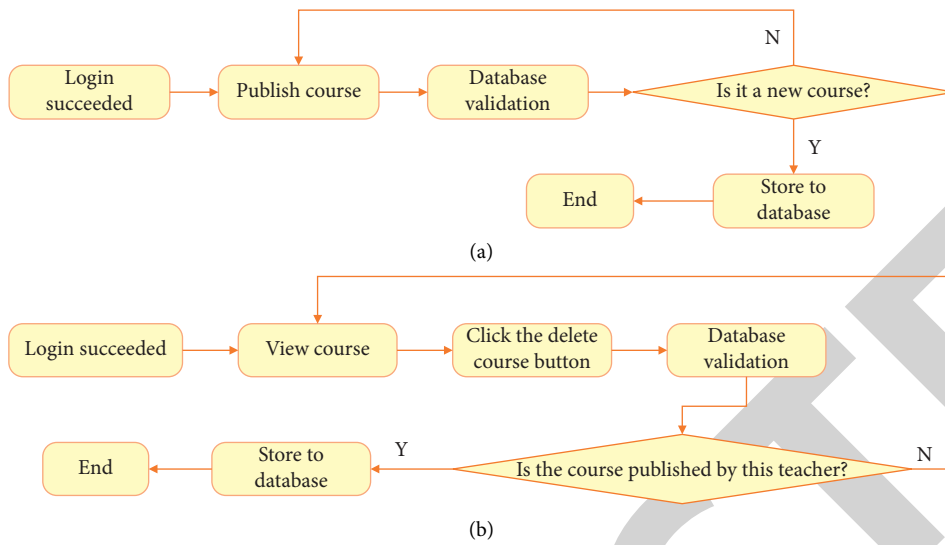 N
Login
succeeded
Publish course
Database
validation
Is it a new course?
Y
End
Store to
database
(a)
Login succeeded
View course
Click the delete
course button
Database
validation
End
Store to
database
Y
Is the course published by this teacher?
N
(b)